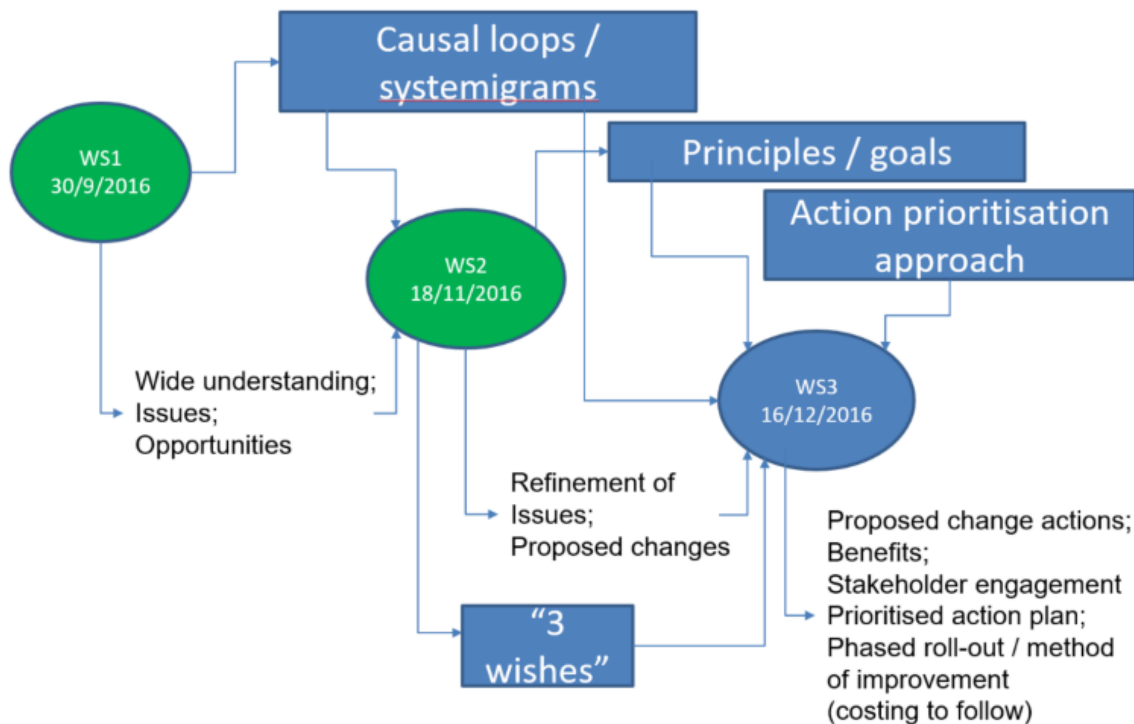 Causal loops /
systemigrams
WS1
30/9/2016
Principles / goals
Action prioritisation
approach
WS2
18/11/2016
Wide understanding;
Issues;
Opportunities
WS3
16/12/2016
Refinement of
Issues;
Proposed changes
Proposed change actions;
Benefits;
Stakeholder engagement
Prioritised action plan;
Phased roll-out / method
of improvement
(costing to follow)
“3
wishes”